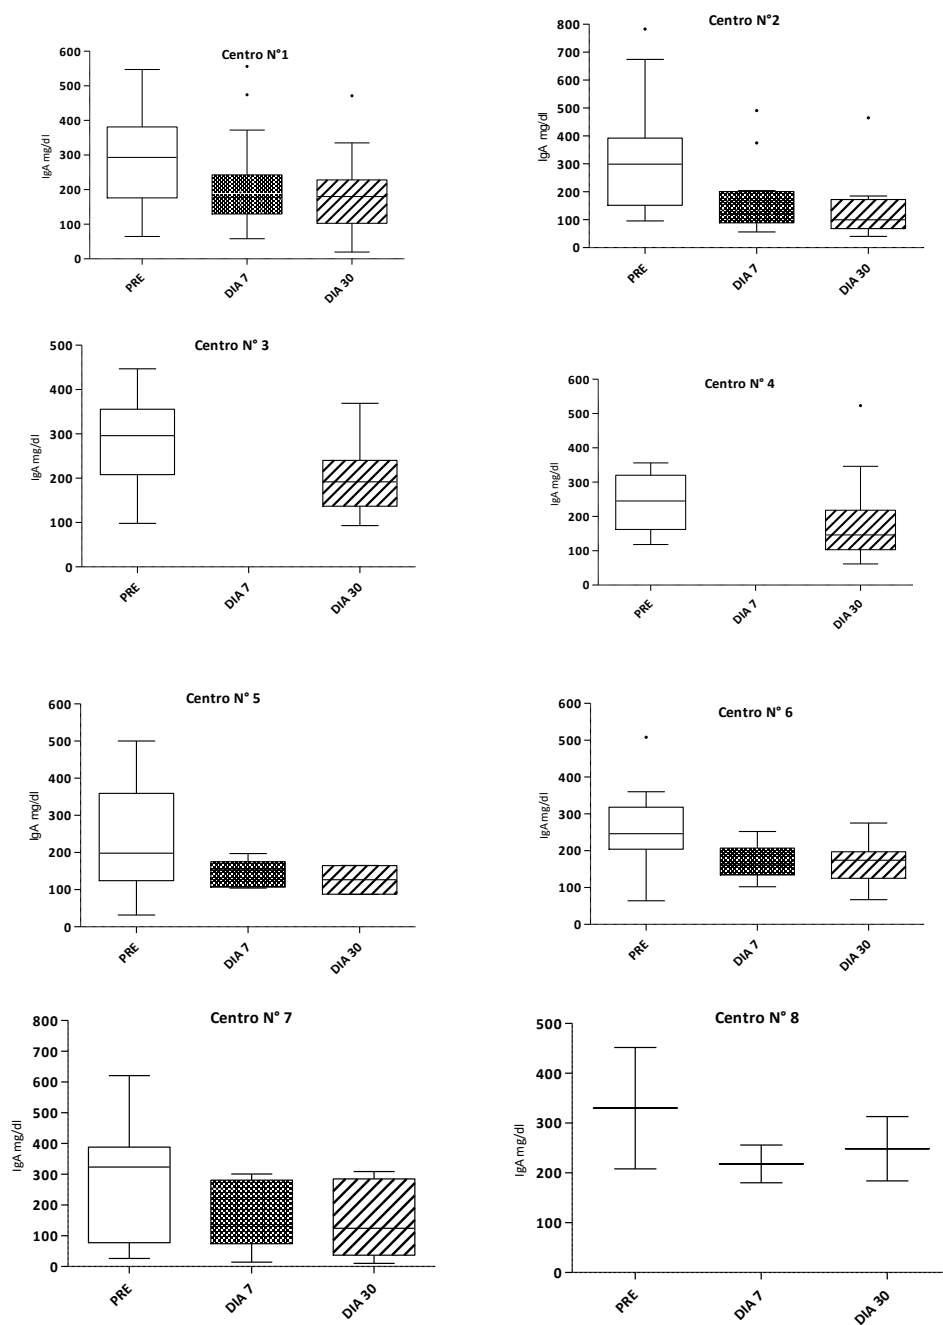 Centro N°1
600
500
400
300
200
100
0
IgA mg/dl
PRE
DIA 7
DIA 30
Centro N°2
800
700
600
500
400
300
200
100
0
IgA mg/dl
PRE
DIA 7
DIA 30
Centro N° 3
500
400
300
200
100
0
IgA mg/dl
PRE
DIA 7
DIA 30
Centro N° 4
600
500
400
300
200
100
0
IgA mg/dl
PRE
DIA 7
DIA 30
Centro N° 5
600
500
400
300
200
100
0
IgA mg/dl
PRE
DIA 7
DIA 30
Centro N° 6
600
500
400
300
200
100
0
IgA mg/dl
PRE
DIA 7
DIA 30
Centro N° 7
800
700
600
500
400
300
200
100
0
IgA mg/dl
PRE
DIA 7
DIA 30
Centro N° 8
500
400
300
200
100
0
IgA mg/dl
PRE
DIA 7
DIA 30